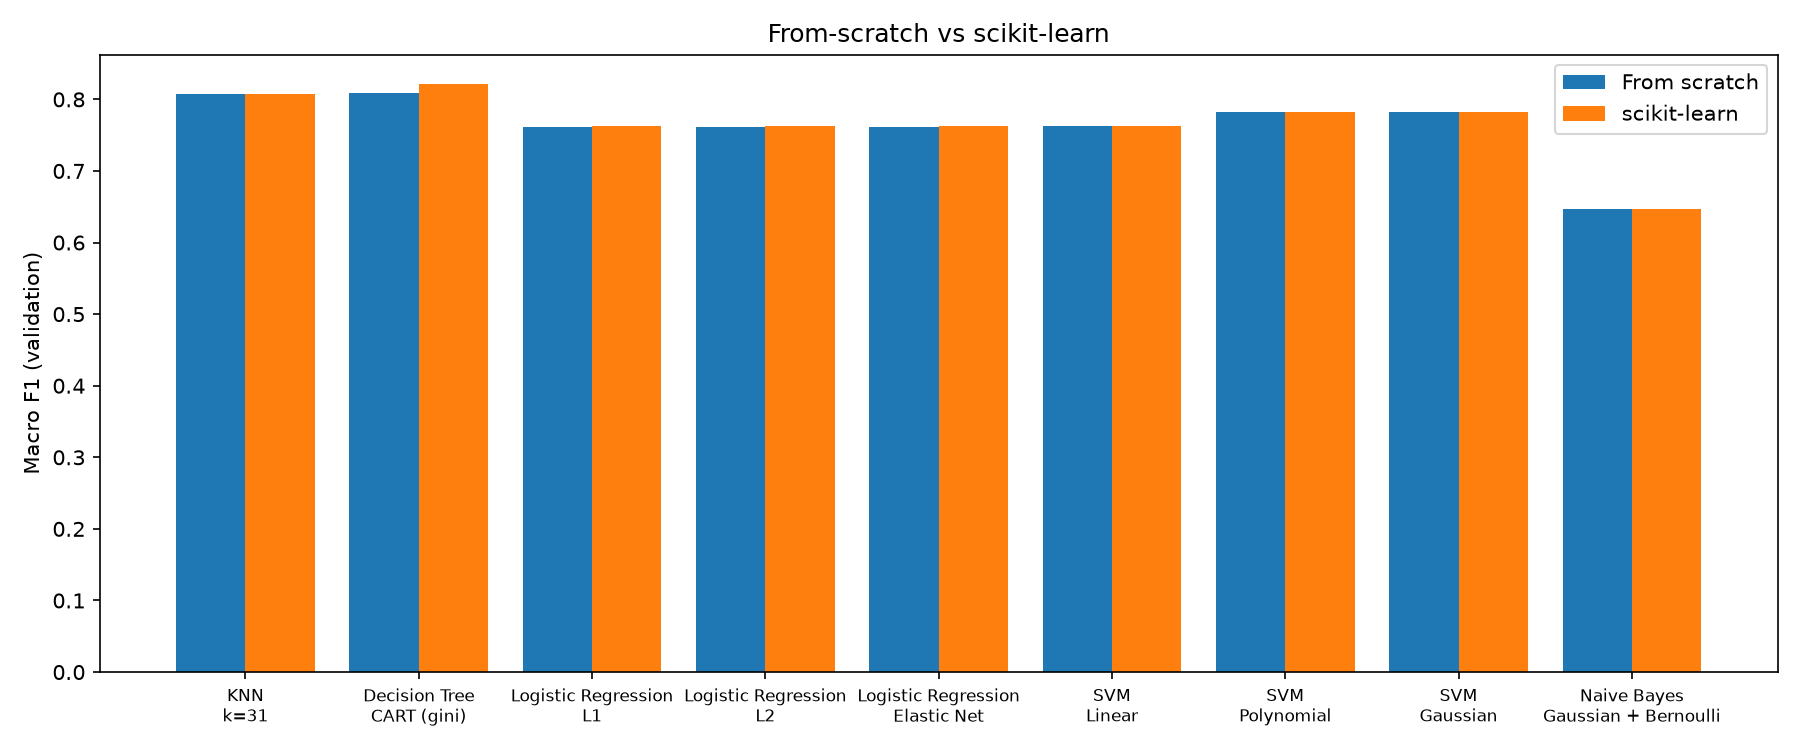 From-scratch vs scikit-learn
From scratch
scikit-learn
Macro F1 (validation)
0.8
0.7
0.6
0.5
0.4
0.3
0.2
0.1
0.0
KNN
k=31
Decision Tree
CART (gini)
Logistic Regression
L1
Logistic Regression
L2
Logistic Regression
Elastic Net
SVM
Linear
SVM
Polynomial
SVM
Gaussian
Naive Bayes
Gaussian + Bernoulli